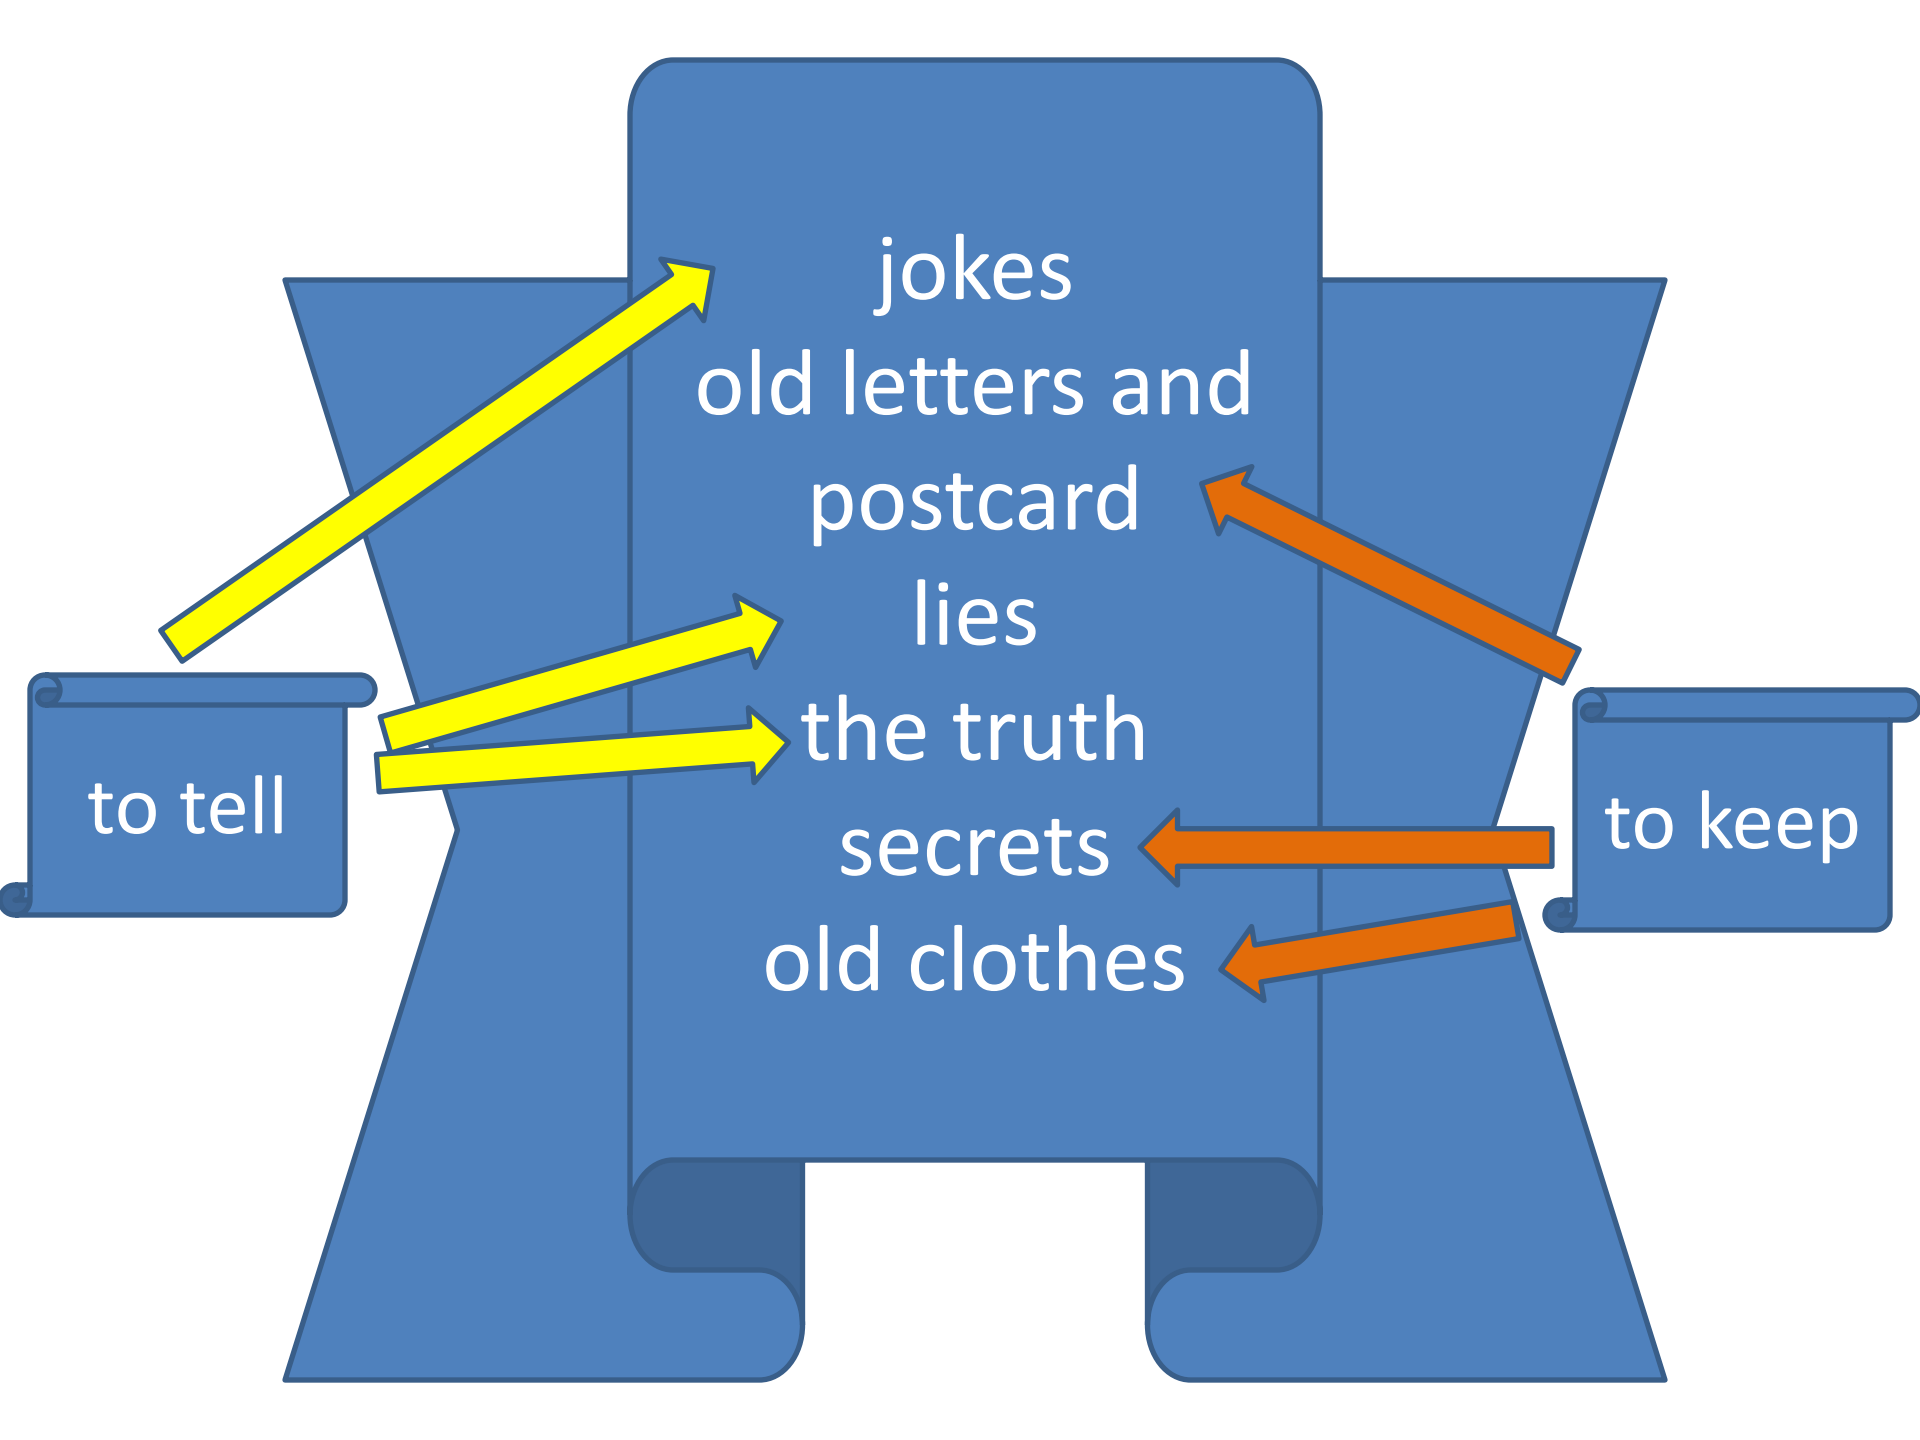 jokes
old letters and
postcard
lies
the truth
secrets
old clothes
to tell
to keep